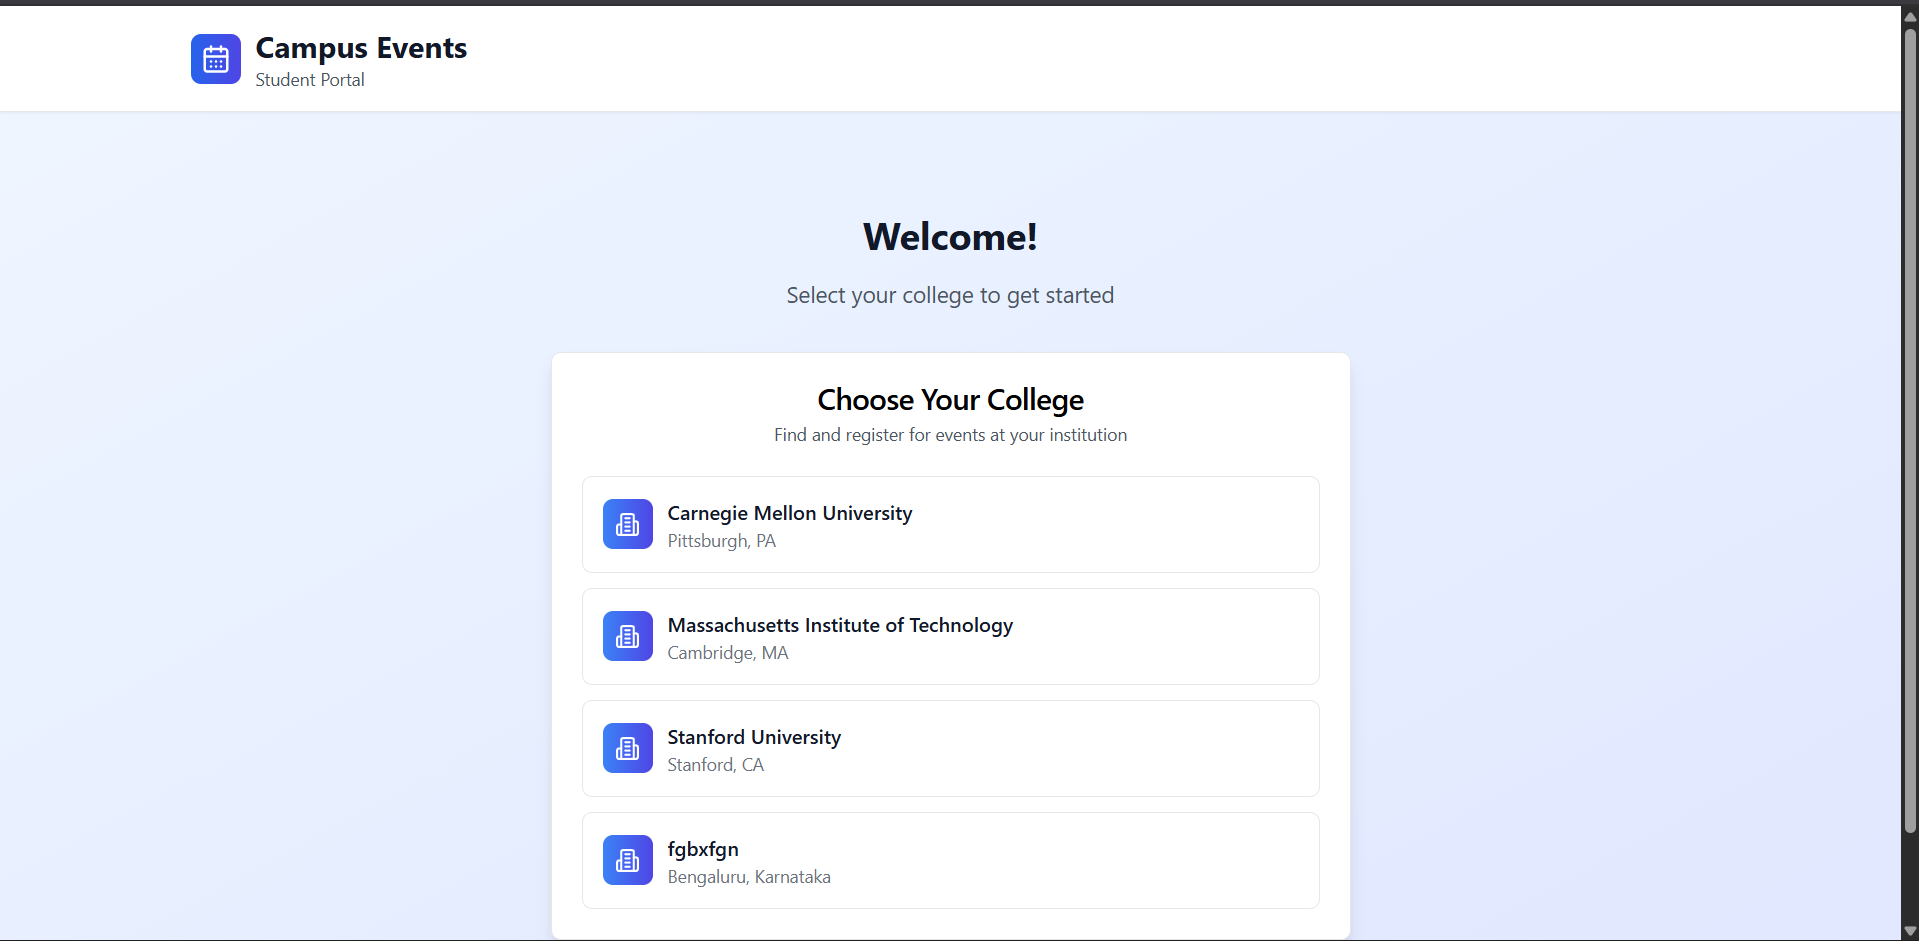 Campus Events
Student Portal
Welcome!
Select your college to get started
Choose Your College
Find and register for events at your institution
Carnegie Mellon University
Pittsburgh, PA
Massachusetts Institute of Technology
Cambridge, MA
Stanford University
Stanford, CA
fgbxfgn
Bengaluru, Karnataka